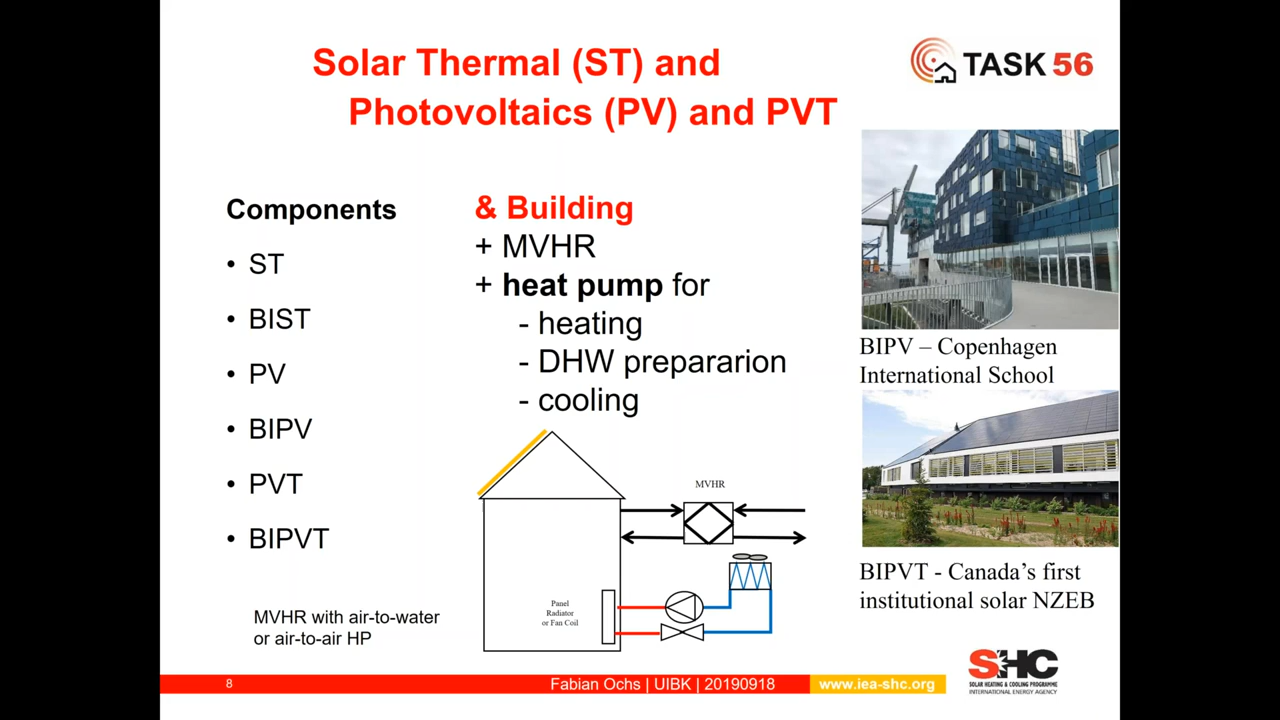 Solar Thermal (ST) and
Photovoltaics (PV) and PVT
TASK 56
Components
• ST
• BIST
• PV
• BIPV
• PVT
• BIPVT
MVHR with air-to-water
or air-to-air HP
& Building
+ MVHR
+ heat pump for
- heating
- DHW prepararion
- cooling
MVHR
Panel
Radiator
or Fan Coil
BIPV – Copenhagen
International School
BIPVT - Canada’s first
institutional solar NZEB
8
Fabian Ochs | UIBK | 20190918
www.iea-shc.org
SHC
SOLAR HEATING & COOLING PROGRAMME
INTERNATIONAL ENERGY AGENCY